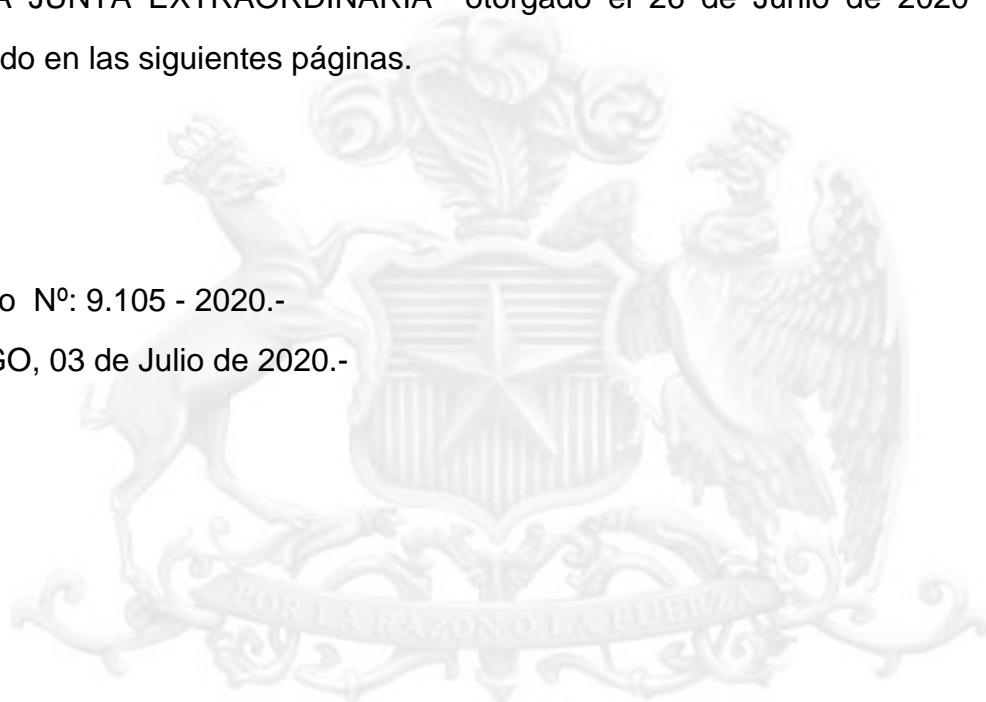 A JUNTA EXTRAORDINARIA" otorgado el 26 de Junio de 2020
do en las siguientes páginas.
o Nº: 9.105 - 2020.-
GO, 03 de Julio de 2020.-
POR LA RAZON O LA FUERZA